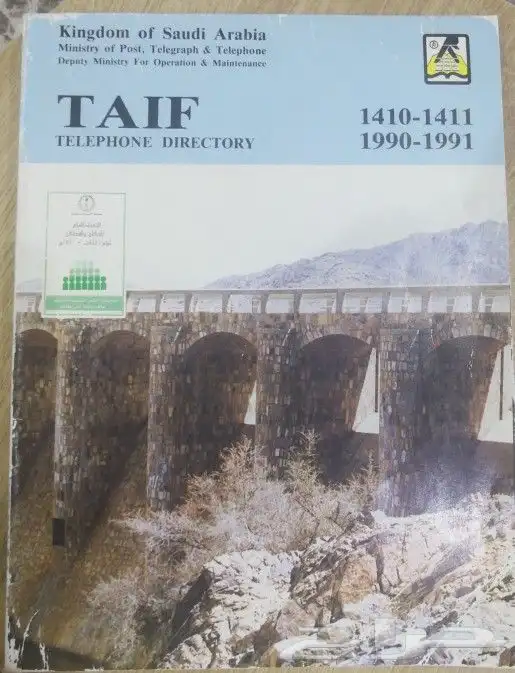 Kingdom of Saudi Arabia
Ministry of Post, Telegraph & Telephone
Deputy Ministry For Operation & Maintenance
TAIF
TELEPHONE DIRECTORY
1410-1411
1990-1991
حراج